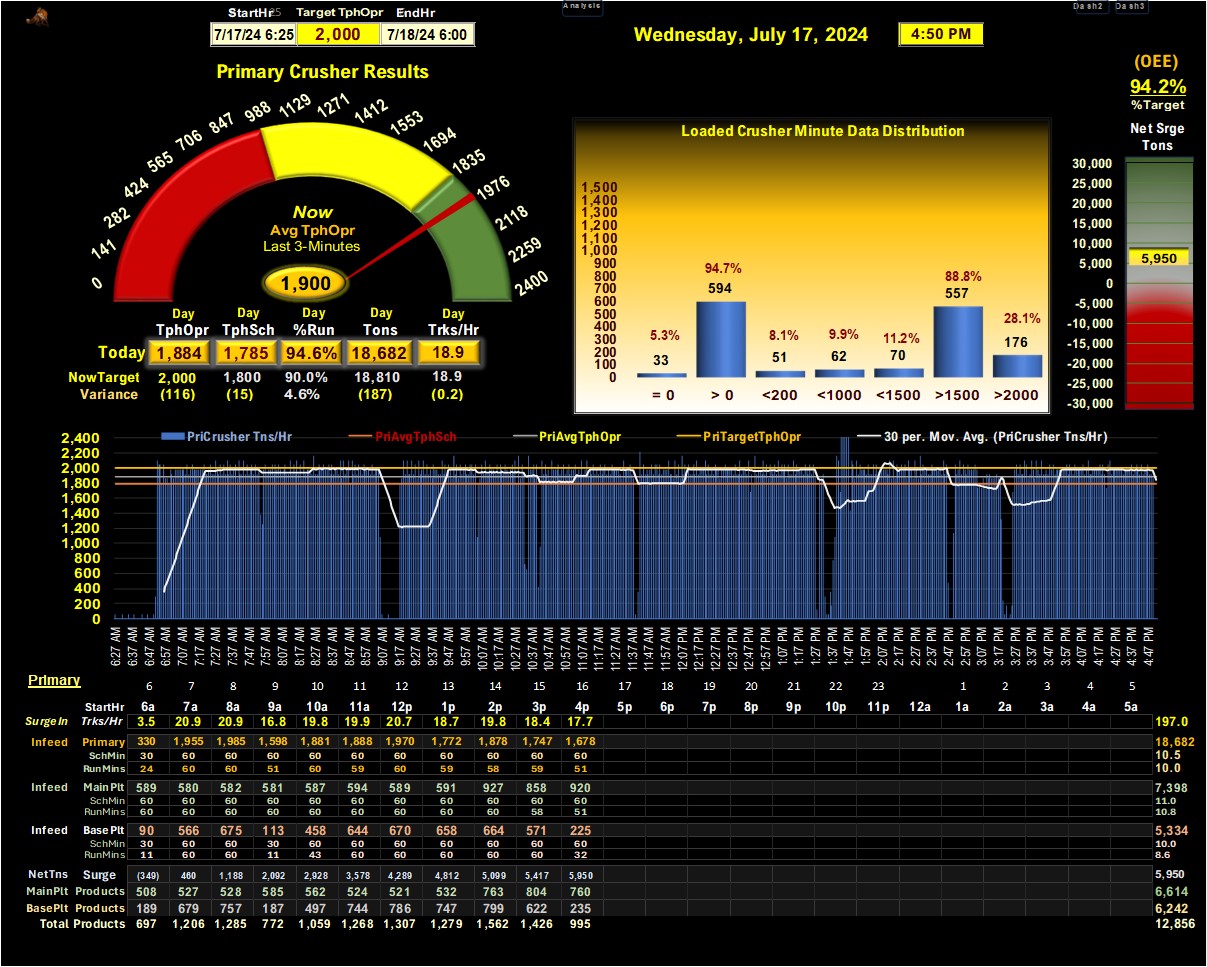 Analysis
Dash2 Dash3
StartHr Target TphOpr EndHr
7/17/24 6:25 2,000 7/18/24 6:00
Wednesday, July 17, 2024 4:50 PM
Primary Crusher Results
0 141 282 424 565 706 847 988 1129 1271 1412 1553 1694 1835 1976 2118 2259 2400
Now
Avg TphOpr
Last 3-Minutes
1,900
Day Day Day Day Day
TphOpr TphSch %Run Tons Trks/Hr
Today 1,884 1,785 94.6% 18,682 18.9
NowTarget 2,000 1,800 90.0% 18,810 18.9
Variance (116) (15) 4.6% (187) (0.2)
Loaded Crusher Minute Data Distribution
1,500
1,400
1,300
1,200
1,100
1,000
900
800
700
600
500
400
300
200
100
0
5.3% 94.7% 8.1% 9.9% 11.2% 88.8% 28.1%
33 594 51 62 70 557 176
= 0 > 0 <200 <1000 <1500 >1500 >2000
(OEE)
94.2%
%Target
Net Srge
Tons
30,000
25,000
20,000
15,000
10,000
5,000
0
-5,000
-10,000
-15,000
-20,000
-25,000
-30,000
5,950
PriCrusher Tns/Hr PriAvgTphSch PriAvgTphOpr PriTargetTphOpr 30 per. Mov. Avg. (PriCrusher Tns/Hr)
2,400
2,200
2,000
1,800
1,600
1,400
1,200
1,000
800
600
400
200
0
6:27 AM 6:37 AM 6:47 AM 6:57 AM 7:07 AM 7:17 AM 7:27 AM 7:37 AM 7:47 AM 7:57 AM 8:07 AM 8:17 AM 8:27 AM 8:37 AM 8:47 AM 8:57 AM 9:07 AM 9:17 AM 9:27 AM 9:37 AM 9:47 AM 9:57 AM 10:07 AM 10:17 AM 10:27 AM 10:37 AM 10:47 AM 10:57 AM 11:07 AM 11:17 AM 11:27 AM 11:37 AM 11:47 AM 11:57 AM 12:07 PM 12:17 PM 12:27 PM 12:37 PM 12:47 PM 12:57 PM 1:07 PM 1:17 PM 1:27 PM 1:37 PM 1:47 PM 1:57 PM 2:07 PM 2:17 PM 2:27 PM 2:37 PM 2:47 PM 2:57 PM 3:07 PM 3:17 PM 3:27 PM 3:37 PM 3:47 PM 3:57 PM 4:07 PM 4:17 PM 4:27 PM 4:37 PM 4:47 PM
Primary
6 7 8 9 10 11 12 13 14 15 16 17 18 19 20 21 22 23 1 2 3 4 5
StartHr 6a 7a 8a 9a 10a 11a 12p 1p 2p 3p 4p 5p 6p 7p 8p 9p 10p 11p 12a 1a 2a 3a 4a 5a
SurgeIn Trks/Hr 3.5 20.9 20.9 16.8 19.8 19.9 20.7 18.7 19.8 18.4 17.7 197.0
Infeed Primary 330 1,955 1,985 1,598 1,881 1,888 1,970 1,772 1,878 1,747 1,678 18,682
SchMin 30 60 60 60 60 60 60 60 60 60 60 10.5
RunMins 24 60 60 51 60 59 60 59 58 59 51 10.0
Infeed MainPlt 589 580 582 581 587 594 589 591 927 858 920 7,398
SchMin 60 60 60 60 60 60 60 60 60 60 60 11.0
RunMins 60 60 60 60 60 60 60 60 60 58 51 10.8
Infeed BasePlt 90 566 675 113 458 644 670 658 664 571 225 5,334
SchMin 30 60 60 30 60 60 60 60 60 60 60 10.0
RunMins 11 60 60 11 43 60 60 60 60 60 32 8.6
NetTns Surge (349) 460 1,188 2,092 2,928 3,578 4,289 4,812 5,099 5,417 5,950 5,950
MainPlt Products 508 527 528 585 562 524 521 532 763 804 760 6,614
BasePlt Products 189 679 757 187 497 744 786 747 799 622 235 6,242
Total Products 697 1,206 1,285 772 1,059 1,268 1,307 1,279 1,562 1,426 995 12,856